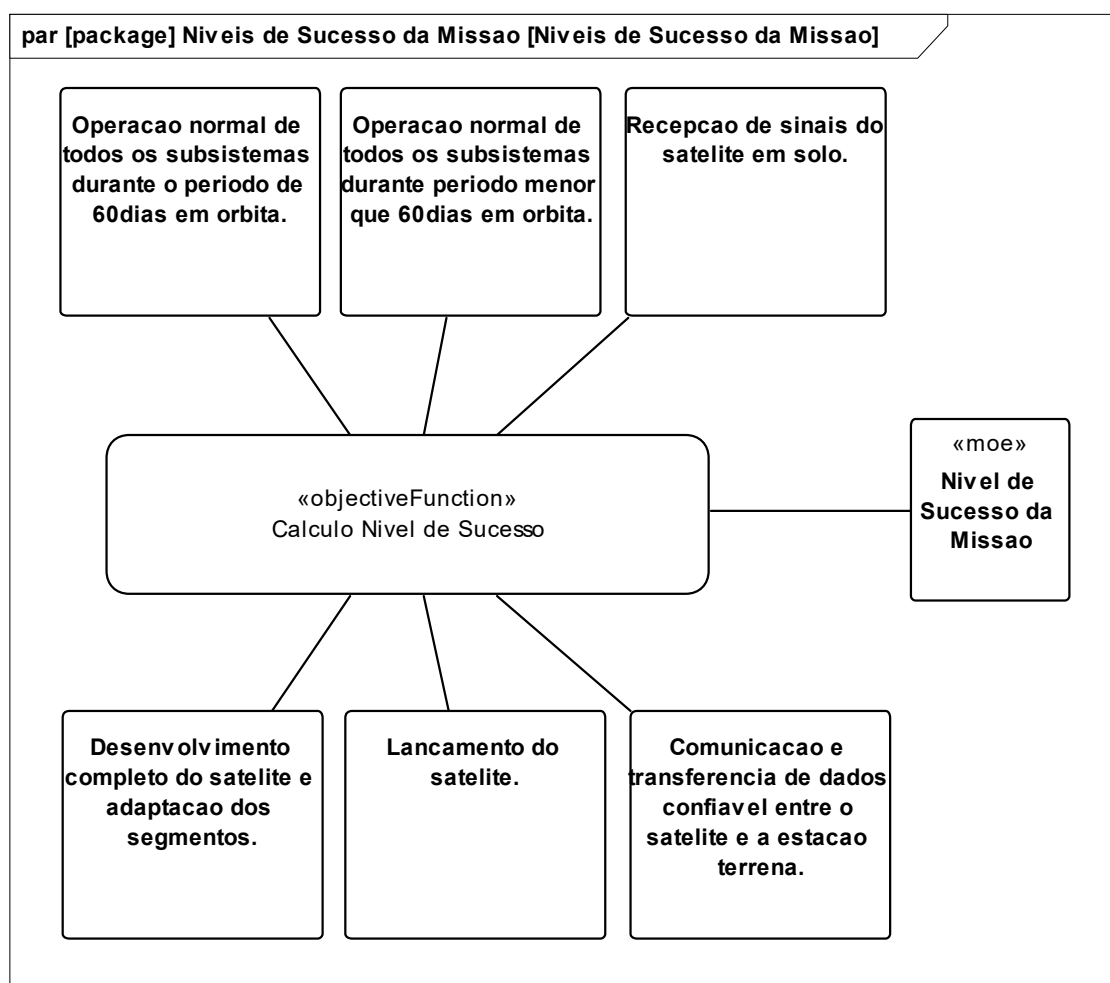 par [package] Niveis de Sucesso da Missao [Niveis de Sucesso da Missao]
Operacao normal de
todos os subsistemas
durante o periodo de
60dias em orbita.
Operacao normal de
todos os subsistemas
durante periodo menor
que 60dias em orbita.
Recepcao de sinais do
satelite em solo.
«objectiveFunction»
Calculo Nivel de Sucesso
«moe»
Nivel de
Sucesso da
Missao
Desenvolvimento
completo do satelite e
adaptacao dos
segmentos.
Lancamento do
satelite.
Comunicacao e
transferencia de dados
confiavel entre o
satelite e a estacao
terrena.